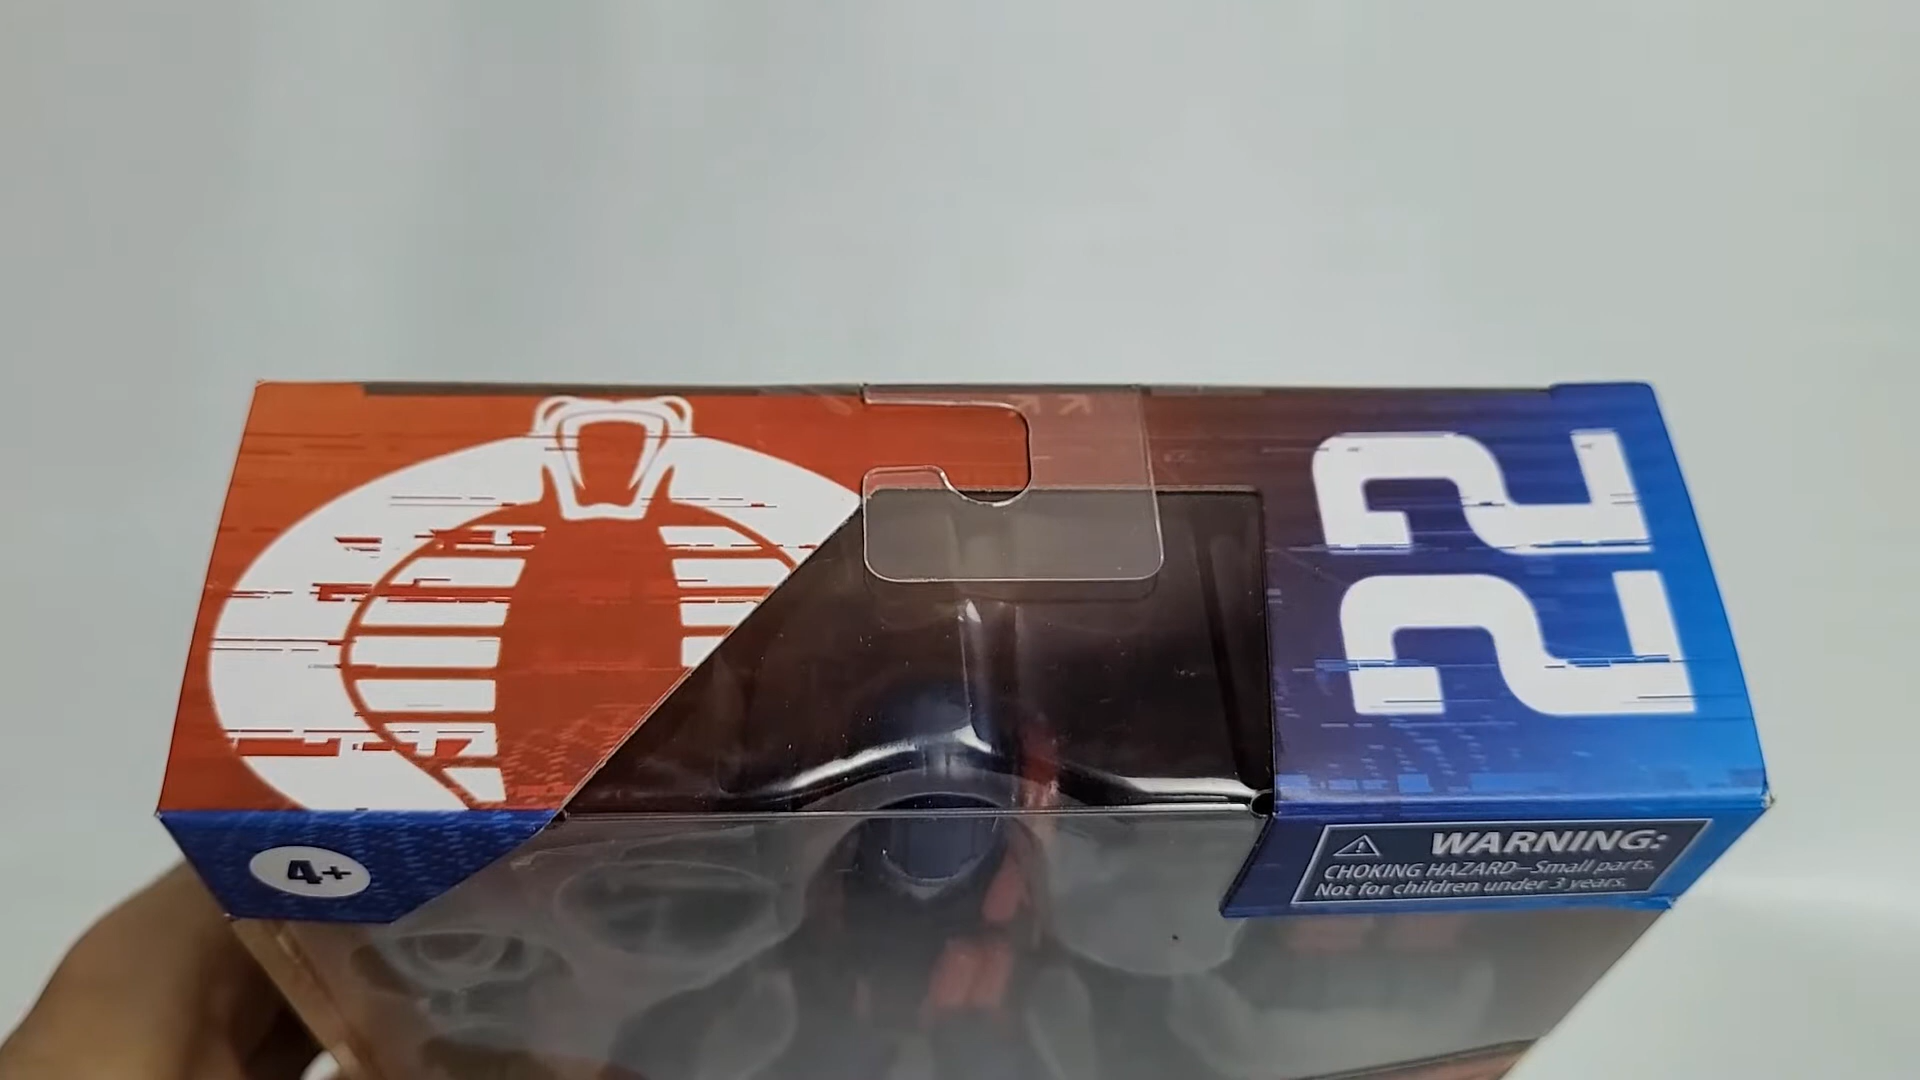 22
4+
WARNING:
CHOKING HAZARD–Small parts.
Not for children under 3 years.